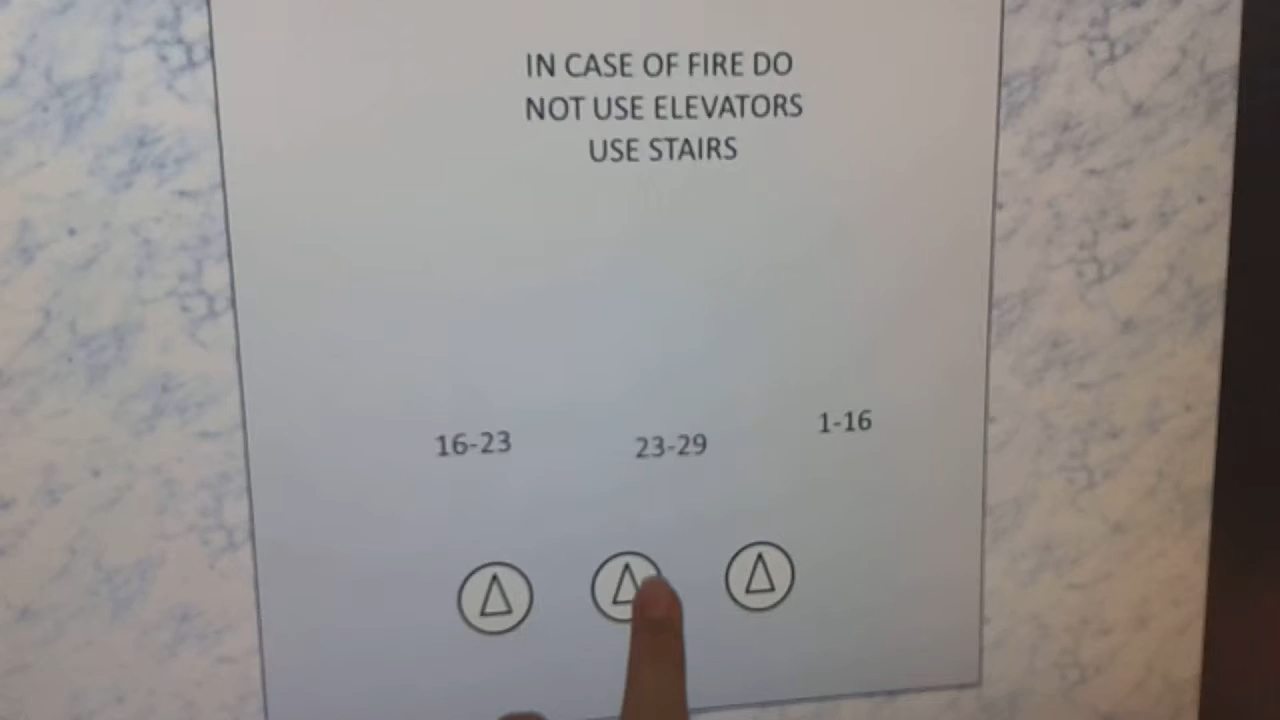 IN CASE OF FIRE DO
NOT USE ELEVATORS
USE STAIRS
16-23 23-29 1-16